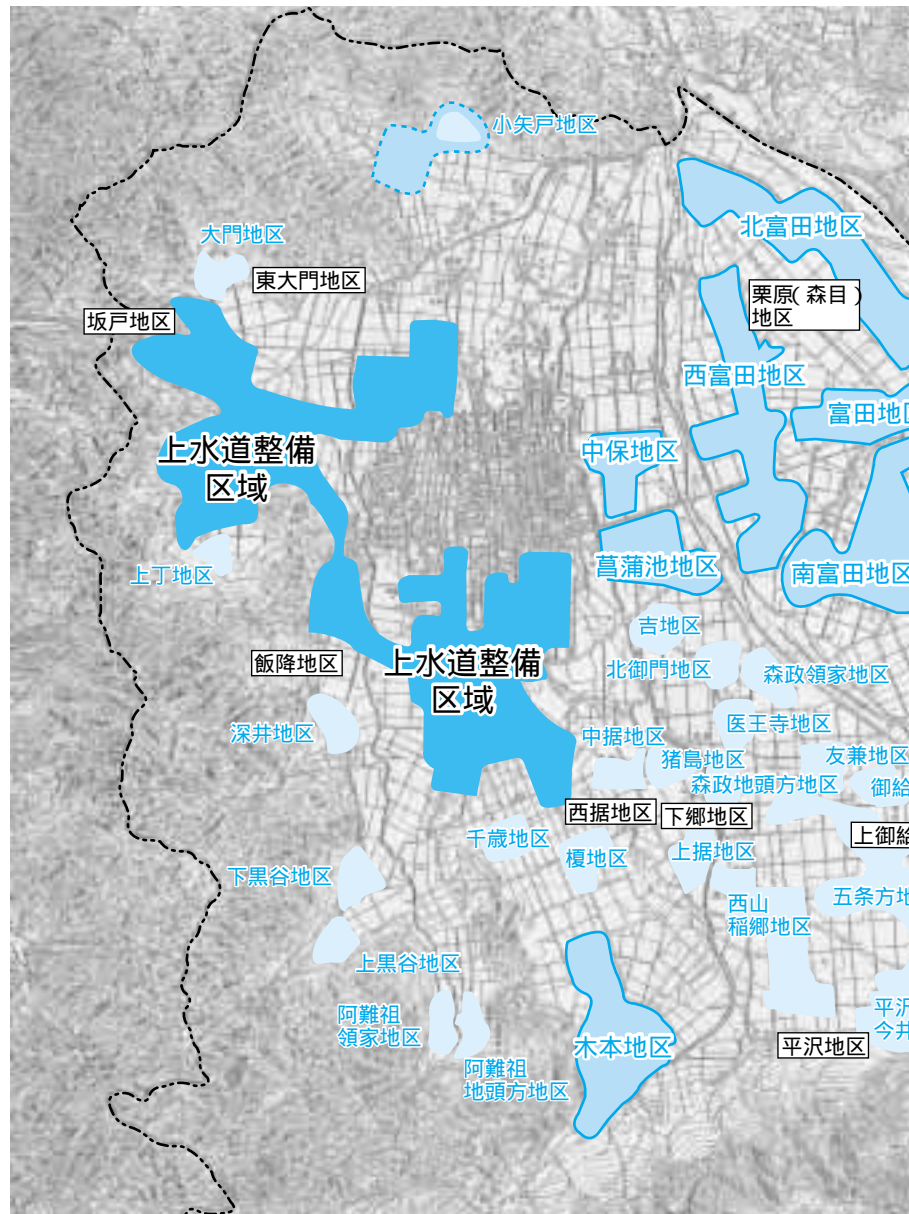 小矢戸地区
大門地区
東大門地区
北富田地区
栗原(森目)
地区
坂戸地区
西富田地区
富田地区
上水道整備
区域
中保地区
上丁地区
菖蒲池地区
南富田地区
吉地区
飯降地区
上水道整備
区域
北御門地区
森政領家地区
深井地区
中据地区
医王寺地区
猪島地区
友兼地区
森政地頭方地区
御給
西据地区
下郷地区
千歳地区
上御給
榎地区
上据地区
下黒谷地区
西山
稲郷地区
五条方地
上黒谷地区
阿難祖
領家地区
平沢
今井
木本地区
平沢地区
阿難祖
地頭方地区